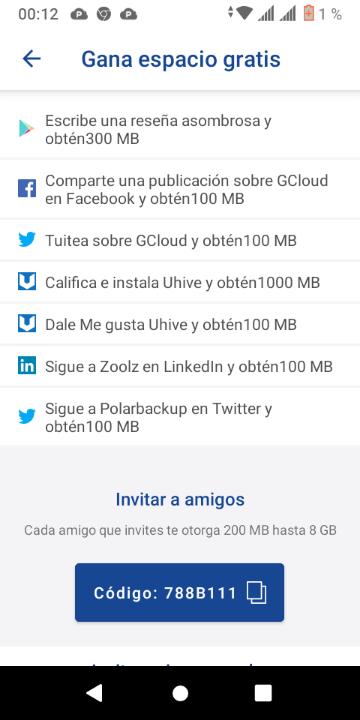 00:12
1 %
Gana espacio gratis
Escribe una reseña asombrosa y
obtén300 MB
Comparte una publicación sobre GCloud
en Facebook y obtén100 MB
Tuitea sobre GCloud y obtén100 MB
Califica e instala Uhive y obtén1000 MB
Dale Me gusta Uhive y obtén100 MB
Sigue a Zoolz en LinkedIn y obtén100 MB
Sigue a Polarbackup en Twitter y
obtén100 MB
Invitar a amigos
Cada amigo que invites te otorga 200 MB hasta 8 GB
Código: 788B111